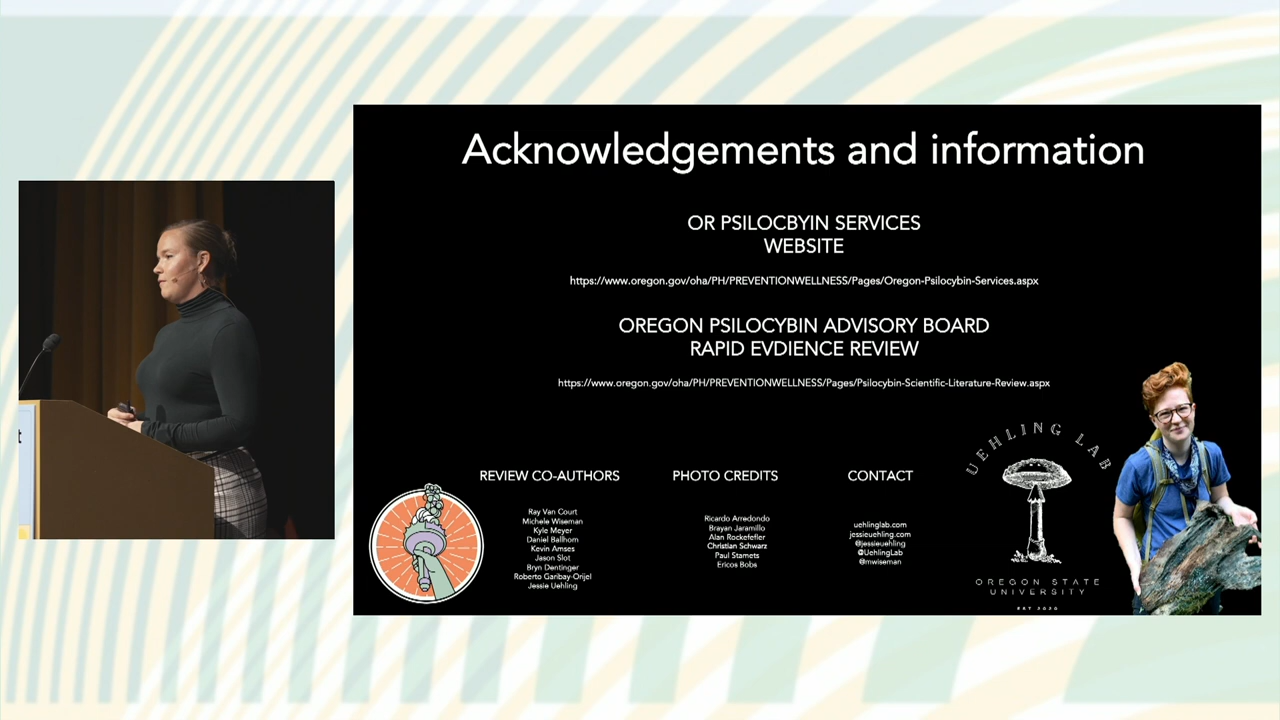 Acknowledgements and information
OR PSILOCBYIN SERVICES
WEBSITE
https://www.oregon.gov/oha/PH/PREVENTIONWELLNESS/Pages/Oregon-Psilocybin-Services.aspx
OREGON PSILOCYBIN ADVISORY BOARD
RAPID EVDIENCE REVIEW
https://www.oregon.gov/oha/PH/PREVENTIONWELLNESS/Pages/Psilocybin-Scientific-Literature-Review.aspx
REVIEW CO-AUTHORS
Ray Van Court
Michele Wiseman
Kyle Meyer
Daniel Ballhorn
Kevin Amses
Jason Slot
Bryn Dentinger
Roberto Garibay-Orijel
Jessie Uehling
PHOTO CREDITS
Ricardo Arredondo
Brayan Jaramillo
Alan Rockefefler
Christian Schwarz
Paul Stamets
Ericos Bobs
CONTACT
uehlinglab.com
jessieuehling.com
@jessieuehling
@UehlingLab
@mwiseman
UEHLING LAB
OREGON STATE
UNIVERSITY
EST 2020
t